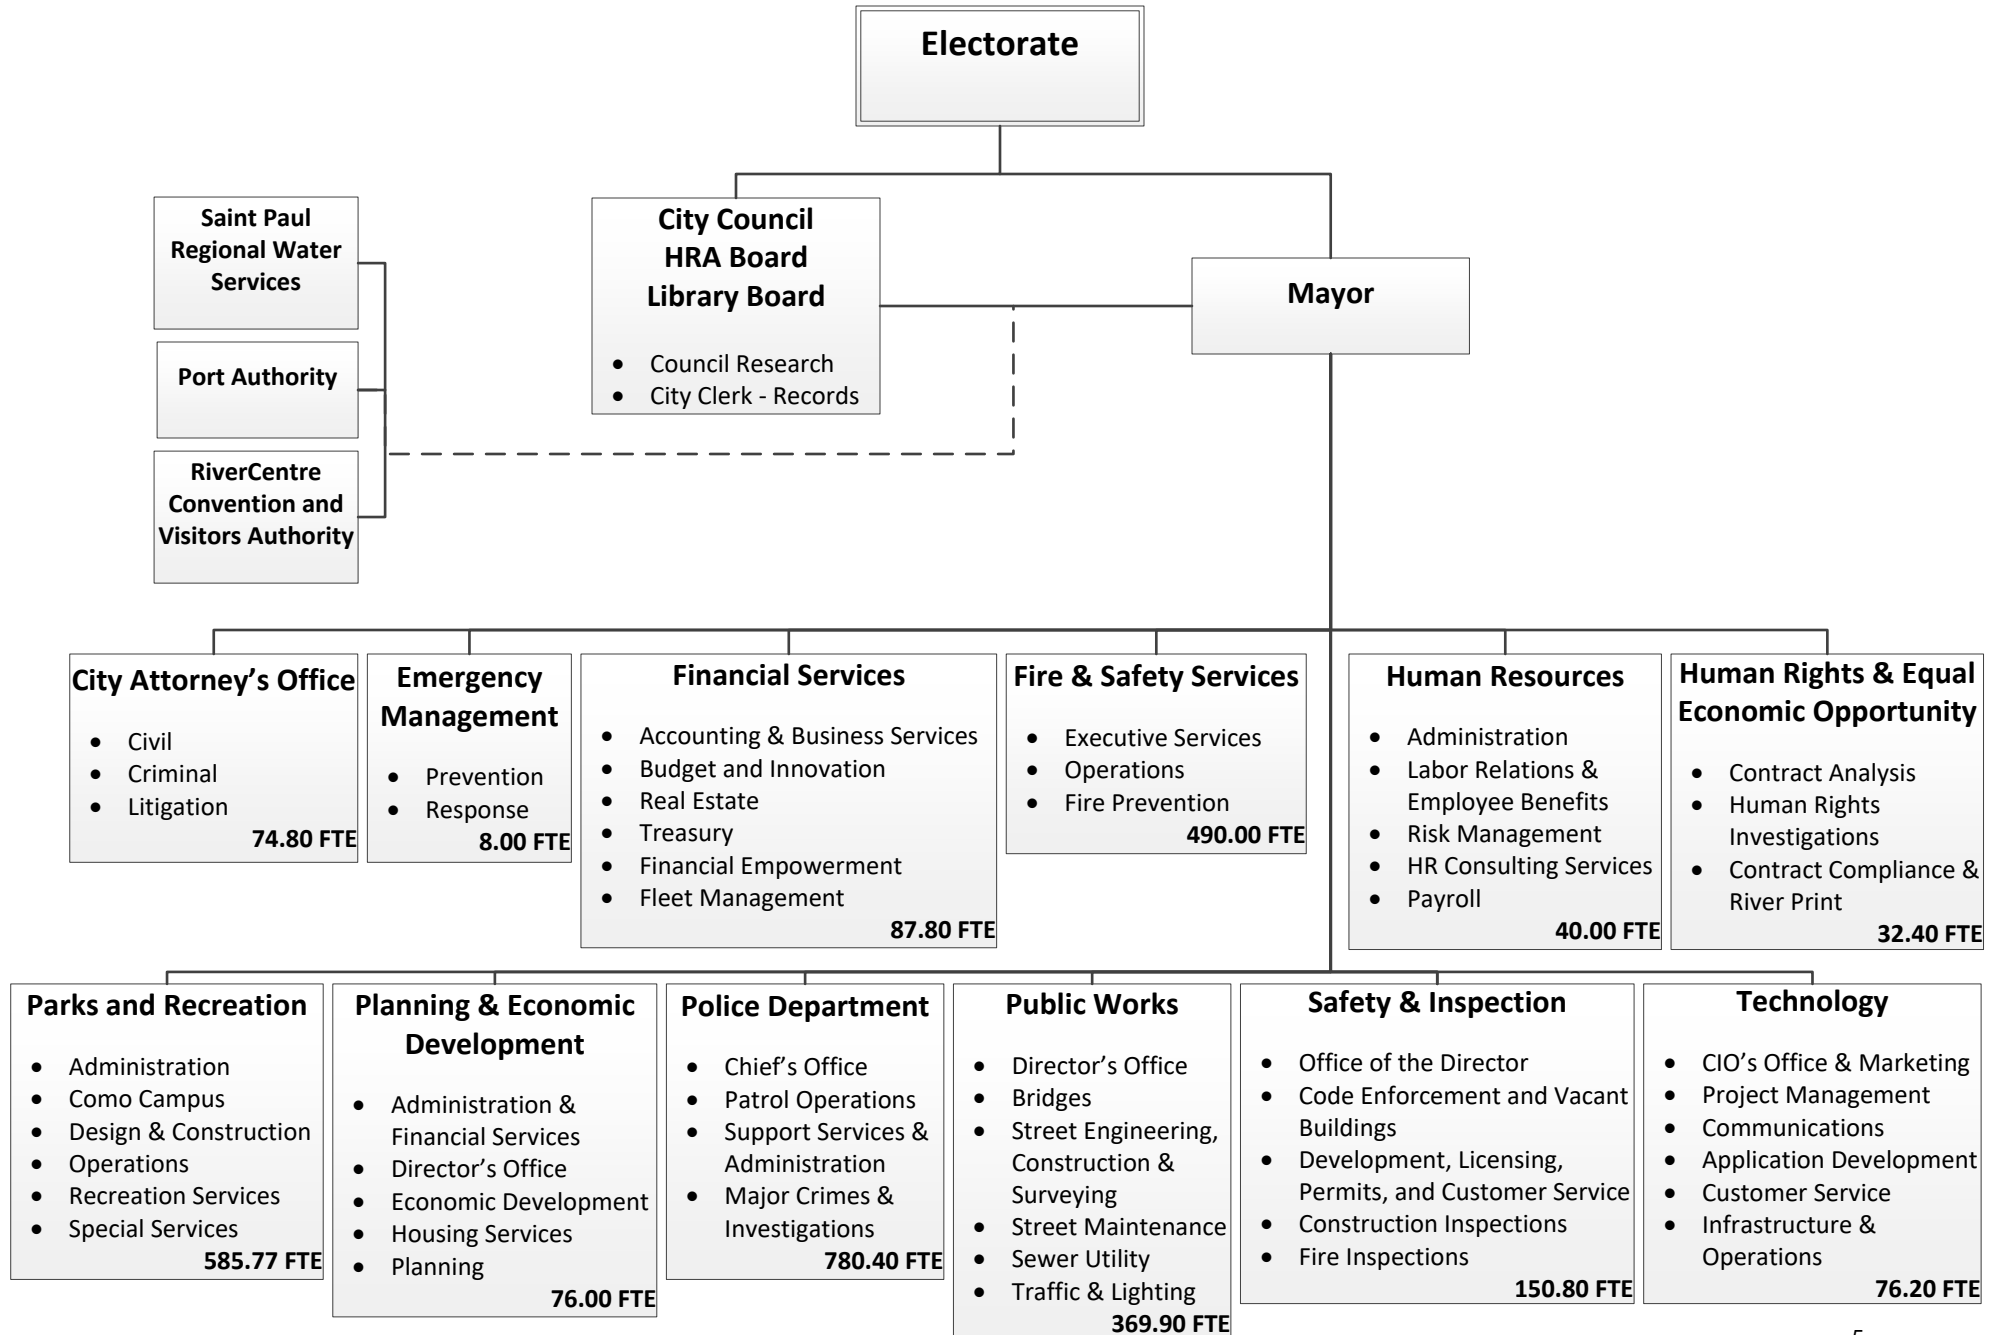 Electorate
Saint Paul
Regional Water
Services
Port Authority
RiverCentre
Convention and
Visitors Authority
City Council
HRA Board
Library Board
• Council Research
• City Clerk - Records
Mayor
City Attorney's Office
• Civil
• Criminal
• Litigation
74.80 FTE
Emergency
Management
• Prevention
• Response
8.00 FTE
Financial Services
• Accounting & Business Services
• Budget and Innovation
• Real Estate
• Treasury
• Financial Empowerment
• Fleet Management
87.80 FTE
Fire & Safety Services
• Executive Services
• Operations
• Fire Prevention
490.00 FTE
Human Resources
• Administration
• Labor Relations &
Employee Benefits
• Risk Management
• HR Consulting Services
• Payroll
40.00 FTE
Human Rights & Equal
Economic Opportunity
• Contract Analysis
• Human Rights
Investigations
• Contract Compliance &
River Print
32.40 FTE
Parks and Recreation
• Administration
• Como Campus
• Design & Construction
• Operations
• Recreation Services
• Special Services
585.77 FTE
Planning & Economic
Development
• Administration &
Financial Services
• Director's Office
• Economic Development
• Housing Services
• Planning
76.00 FTE
Police Department
• Chief's Office
• Patrol Operations
• Support Services &
Administration
• Major Crimes &
Investigations
780.40 FTE
Public Works
• Director's Office
• Bridges
• Street Engineering,
Construction &
Surveying
• Street Maintenance
• Sewer Utility
• Traffic & Lighting
369.90 FTE
Safety & Inspection
• Office of the Director
• Code Enforcement and Vacant
Buildings
• Development, Licensing,
Permits, and Customer Service
• Construction Inspections
• Fire Inspections
150.80 FTE
Technology
• CIO's Office & Marketing
• Project Management
• Communications
• Application Development
• Customer Service
• Infrastructure &
Operations
76.20 FTE